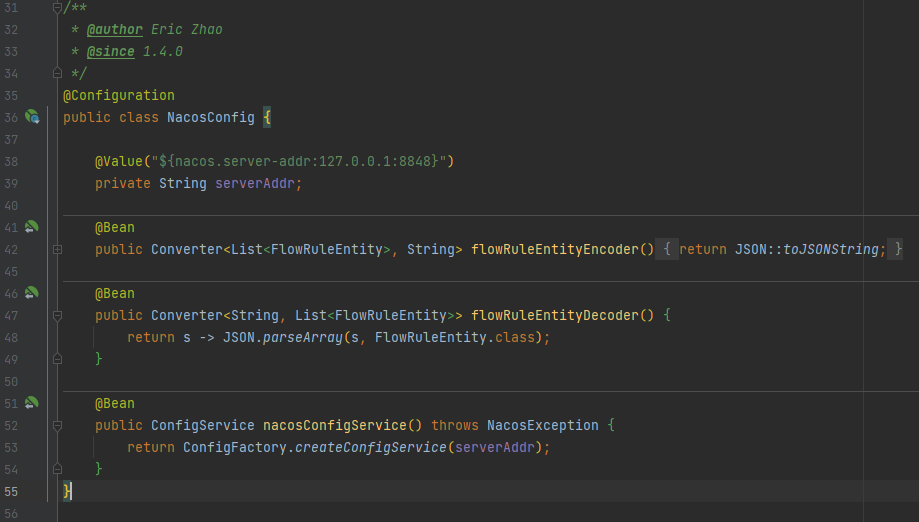 31 /**
32  * @author Eric Zhao
33  * @since 1.4.0
34  */
35 @Configuration
36 public class NacosConfig {
37
38     @Value("${nacos.server-addr:127.0.0.1:8848}")
39     private String serverAddr;
40
41     @Bean
42     public Converter<List<FlowRuleEntity>, String> flowRuleEntityEncoder() { return JSON::toJSONString; }
45
46     @Bean
47     public Converter<String, List<FlowRuleEntity>> flowRuleEntityDecoder() {
48         return s -> JSON.parseArray(s, FlowRuleEntity.class);
49     }
50
51     @Bean
52     public ConfigService nacosConfigService() throws NacosException {
53         return ConfigFactory.createConfigService(serverAddr);
54     }
55 }
56